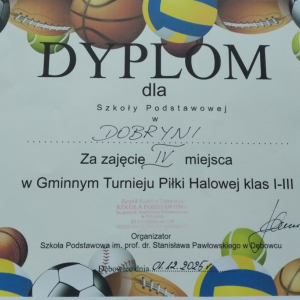 DYPLOM
dla
Szkoły Podstawowej
w
DOBRYNI
Za zajęcie IV miejsca
w Gminnym Turnieju Piłki Halowej klas I-III
Organizator
Szkoła Podstawowa im. prof. dr. Stanisława Pawłowskiego w Dębowcu
Dębowiec dnia 01.12.2025 r.